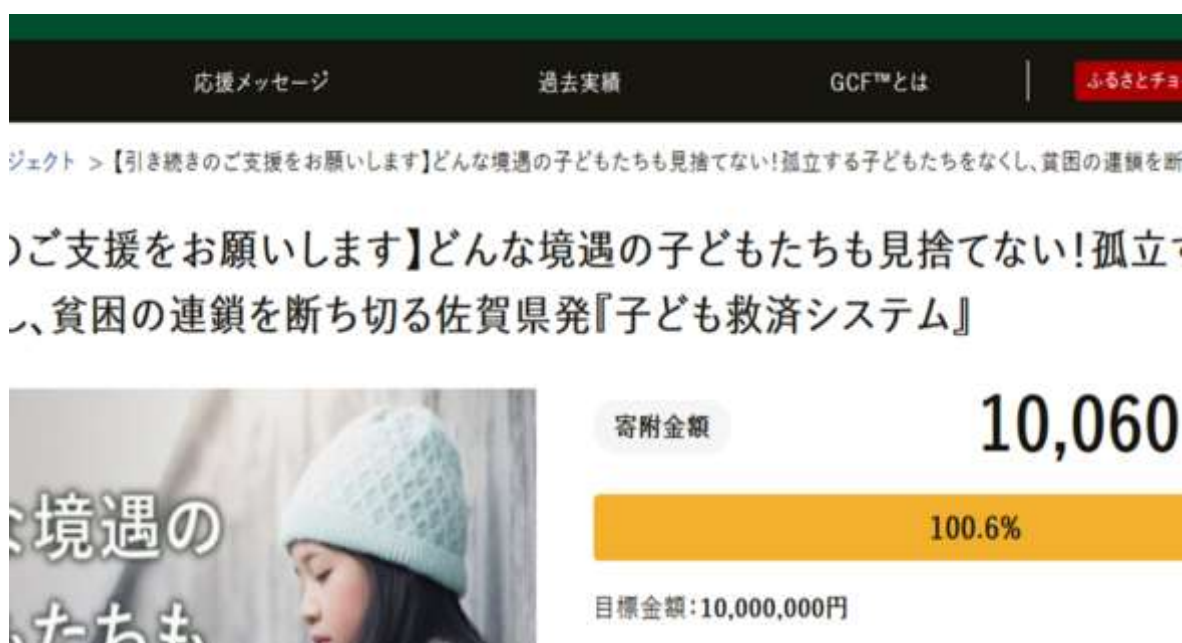 応援メッセージ 過去実績 GCF™とは ふるさとチョ
ジェクト >【引き続きのご支援をお願いします】どんな境遇の子どもたちも見捨てない!孤立する子どもたちをなくし、貧困の連鎖を断
のご支援をお願いします】どんな境遇の子どもたちも見捨てない!孤立す
し、貧困の連鎖を断ち切る佐賀県発『子ども救済システム』
寄附金額 10,060
100.6%
目標金額:10,000,000円
な境遇の
もたちも